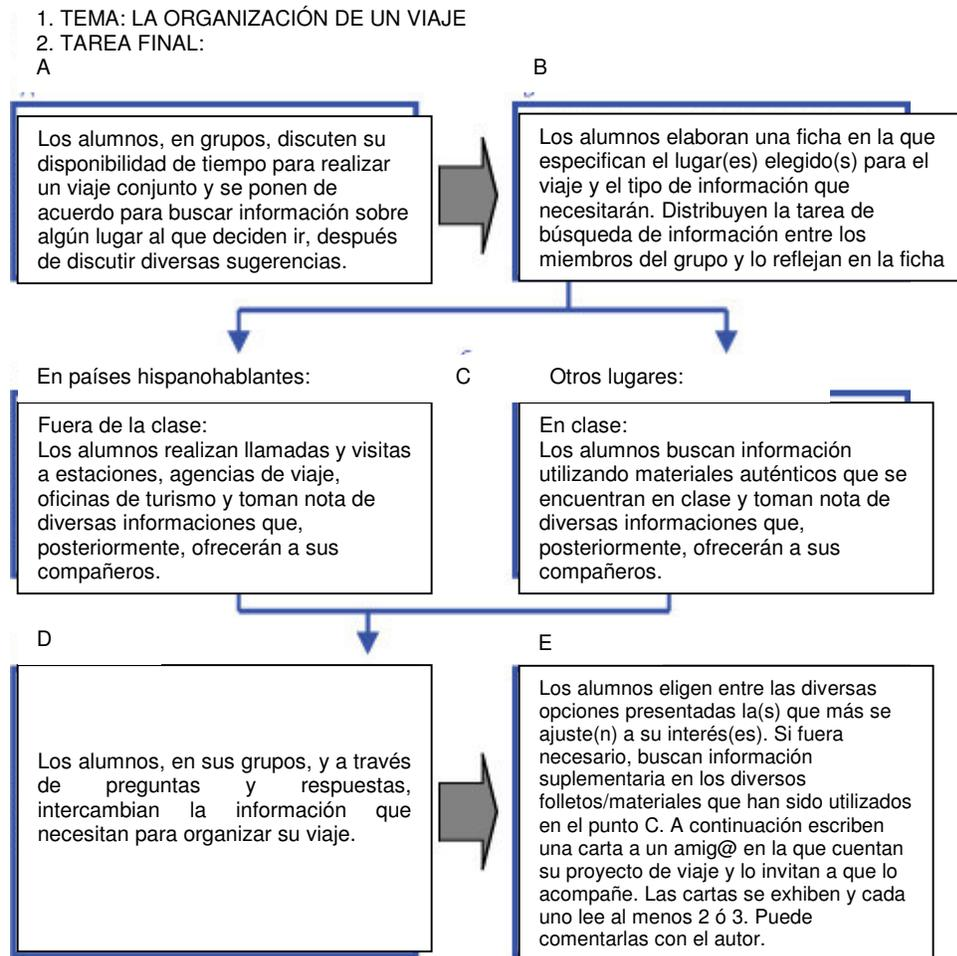 1. TEMA: LA ORGANIZACIÓN DE UN VIAJE
2. TAREA FINAL:
A
Los alumnos, en grupos, discuten su
disponibilidad de tiempo para realizar
un viaje conjunto y se ponen de
acuerdo para buscar información sobre
algún lugar al que deciden ir, después
de discutir diversas sugerencias.
B
Los alumnos elaboran una ficha en la que
especifican el lugar(es) elegido(s) para el
viaje y el tipo de información que
necesitarán. Distribuyen la tarea de
búsqueda de información entre los
miembros del grupo y lo reflejan en la ficha
C
En países hispanohablantes:
Fuera de la clase:
Los alumnos realizan llamadas y visitas
a estaciones, agencias de viaje,
oficinas de turismo y toman nota de
diversas informaciones que,
posteriormente, ofrecerán a sus
compañeros.
Otros lugares:
En clase:
Los alumnos buscan información
utilizando materiales auténticos que se
encuentran en clase y toman nota de
diversas informaciones que,
posteriormente, ofrecerán a sus
compañeros.
D
Los alumnos, en sus grupos, y a través
de preguntas y respuestas,
intercambian la información que
necesitan para organizar su viaje.
E
Los alumnos eligen entre las diversas
opciones presentadas la(s) que más se
ajuste(n) a su interés(es). Si fuera
necesario, buscan información
suplementaria en los diversos
folletos/materiales que han sido utilizados
en el punto C. A continuación escriben
una carta a un amig@ en la que cuentan
su proyecto de viaje y lo invitan a que lo
acompañe. Las cartas se exhiben y cada
uno lee al menos 2 ó 3. Puede
comentarlas con el autor.